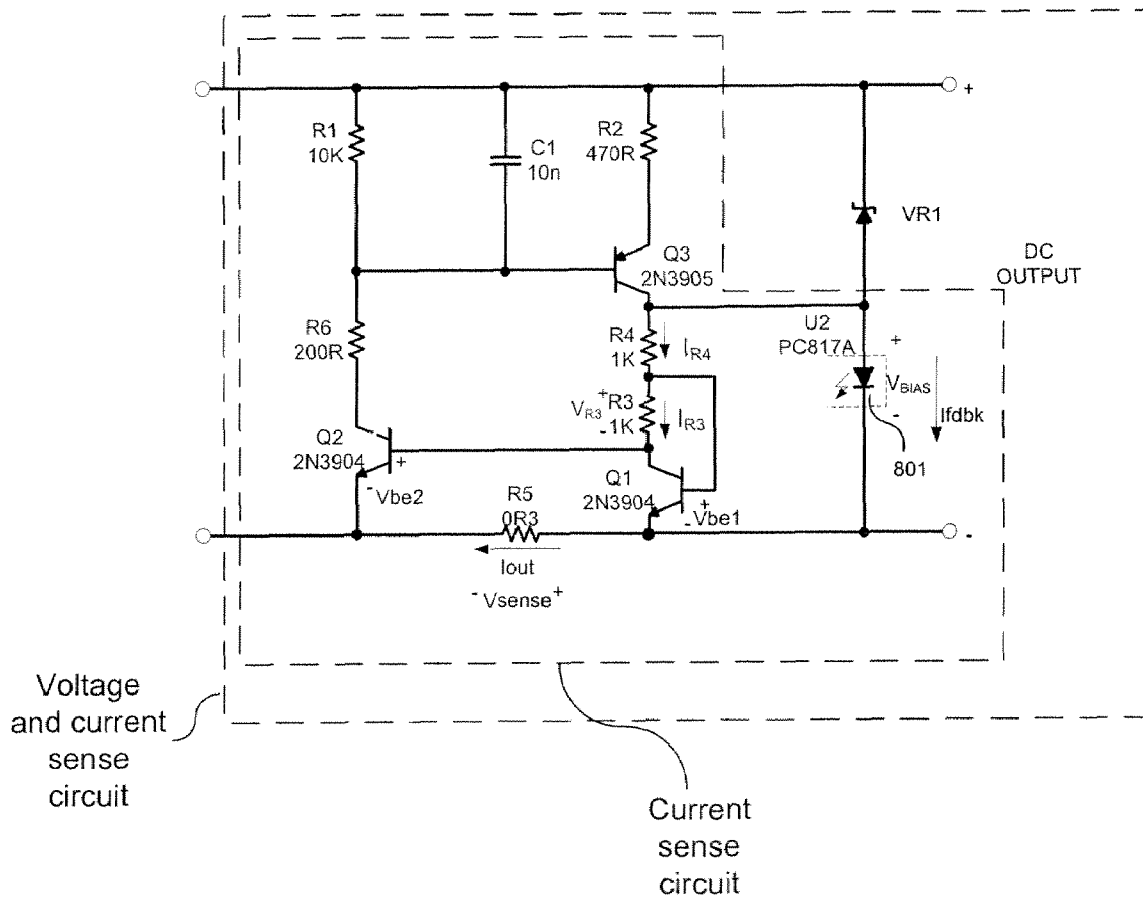 +
R1
10K
C1
10n
R2
470R
VR1
Q3
2N3905
DC
OUTPUT
R6
200R
R4
1K
IR4
U2
PC817A
+
VBIAS
-
Ifdbk
801
+
VR3
-
R3
1K
IR3
Q2
2N3904
+
- Vbe2
Q1
2N3904
+
- Vbe1
R5
0R3
-
Iout
- Vsense +
Voltage
and current
sense
circuit
Current
sense
circuit